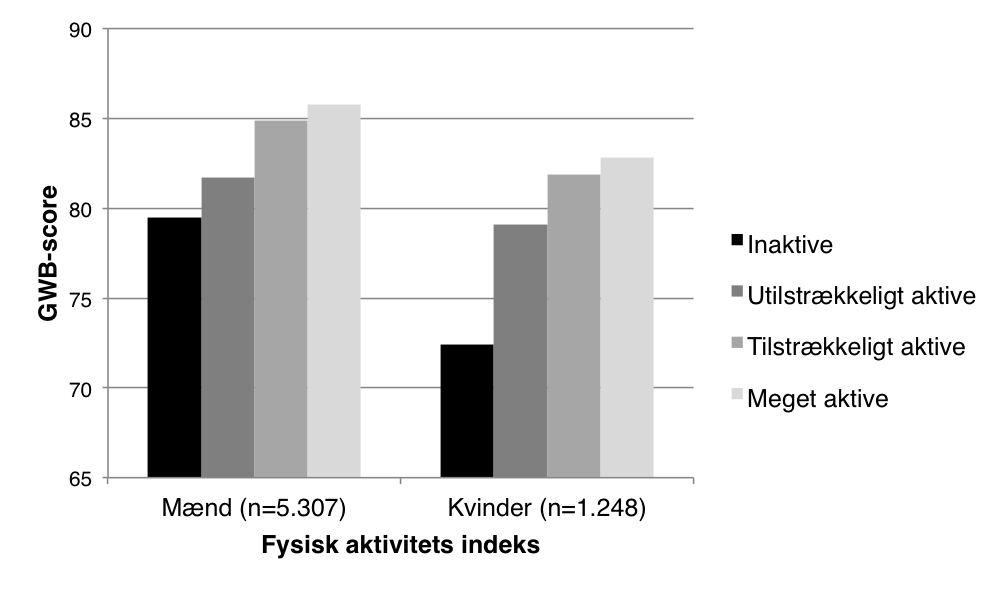 90
85
80
75
70
65
GWB-score
Mænd (n=5.307)
Kvinder (n=1.248)
Fysisk aktivitets indeks
Inaktive
Utilstrækkeligt aktive
Tilstrækkeligt aktive
Meget aktive